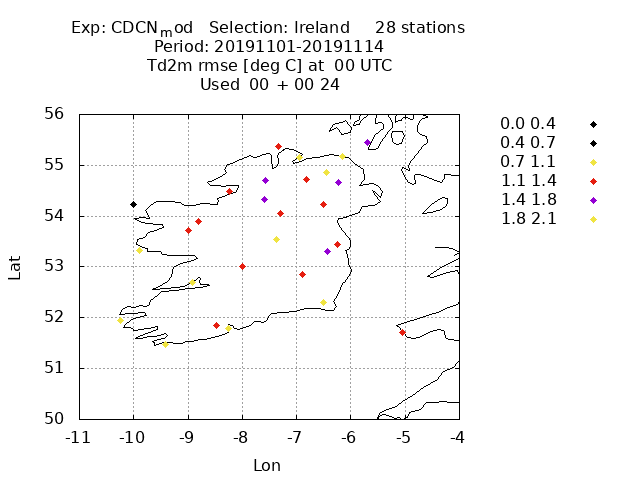 Exp: CDCNmod   Selection: Ireland     28 stations
Period: 20191101-20191114
Td2m rmse [deg C] at  00 UTC
Used  00 + 00 24
56
55
54
53
52
51
50
-11 -10 -9 -8 -7 -6 -5 -4
Lat
Lon
0.0 0.4
0.4 0.7
0.7 1.1
1.1 1.4
1.4 1.8
1.8 2.1